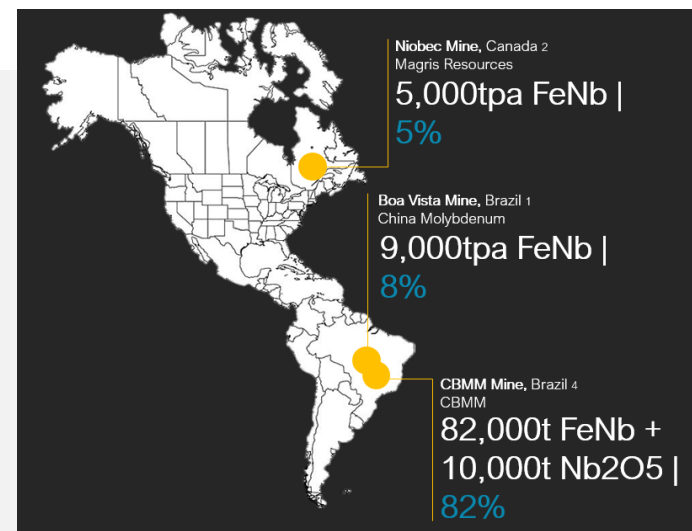 Niobec Mine, Canada 2
Magris Resources
5,000tpa FeNb |
5%
Boa Vista Mine, Brazil 1
China Molybdenum
9,000tpa FeNb |
8%
CBMM Mine, Brazil 4
CBMM
82,000t FeNb +
10,000t Nb2O5 |
82%